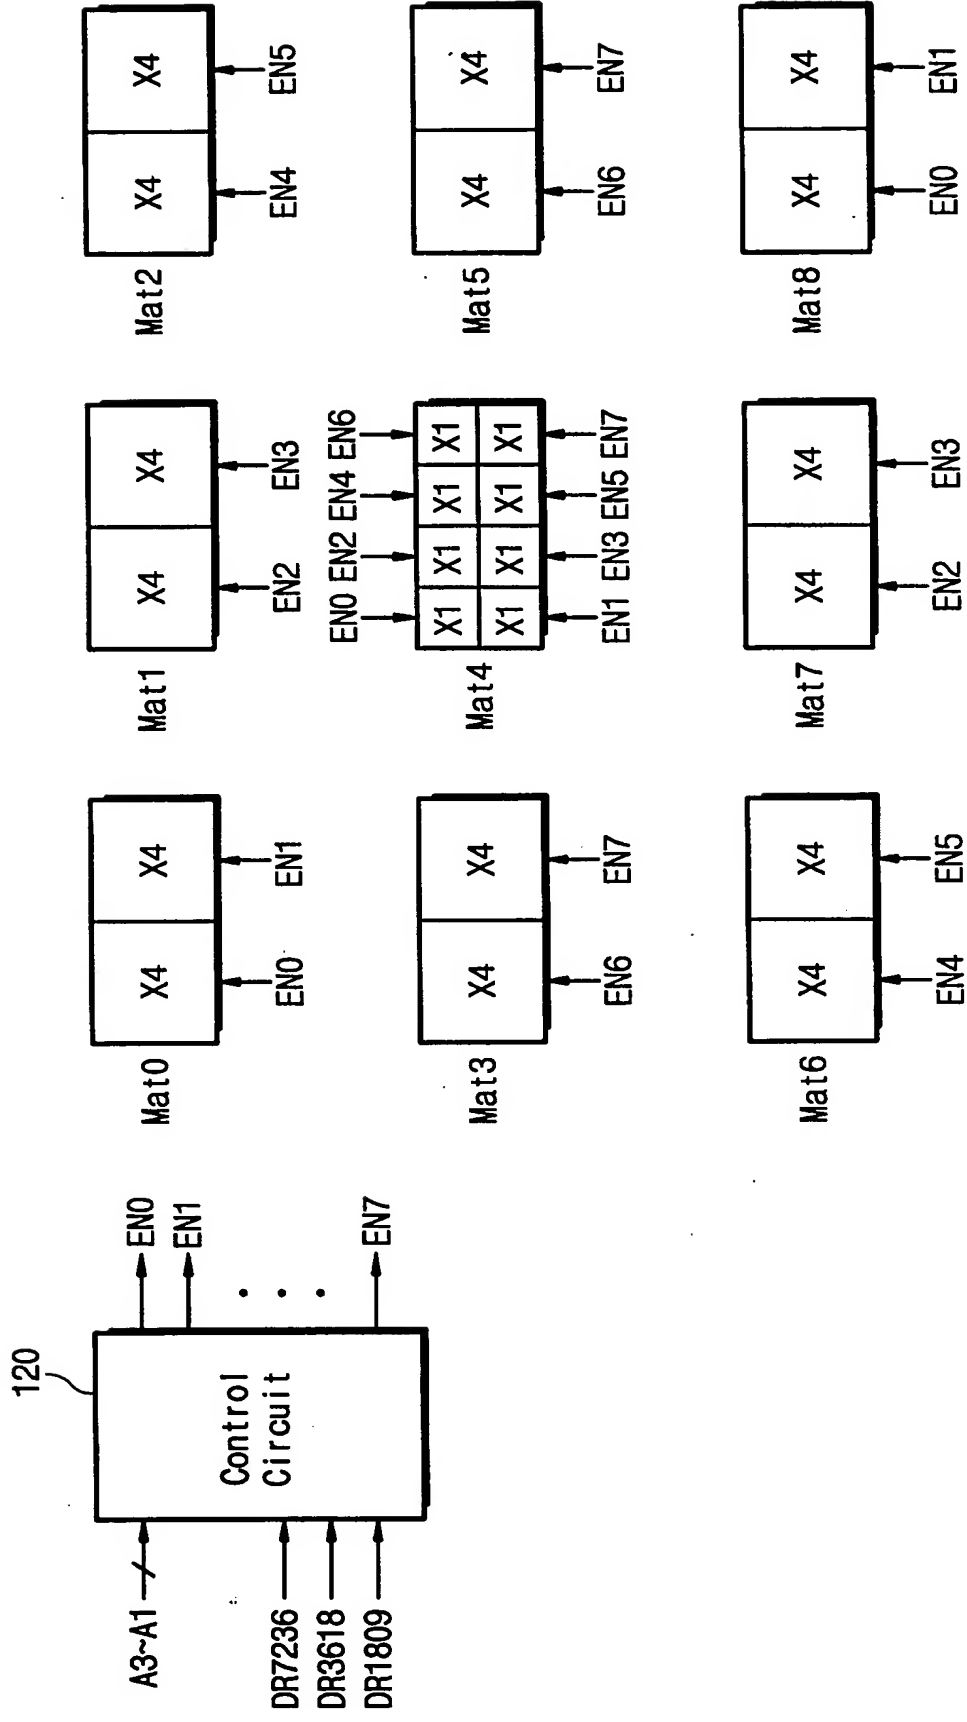 120
A3~A1
DR7236
DR3618
DR1809
Control
Circuit
EN0
EN1
EN7
Mat0
X4
X4
EN0
EN1
Mat1
X4
X4
EN2
EN3
Mat2
X4
X4
EN4
EN5
Mat3
X4
X4
EN6
EN7
Mat4
EN0 EN2 EN4 EN6
X1 X1 X1 X1
X1 X1 X1 X1
EN1 EN3 EN5 EN7
Mat5
X4
X4
EN6
EN7
Mat6
X4
X4
EN4
EN5
Mat7
X4
X4
EN2
EN3
Mat8
X4
X4
EN0
EN1